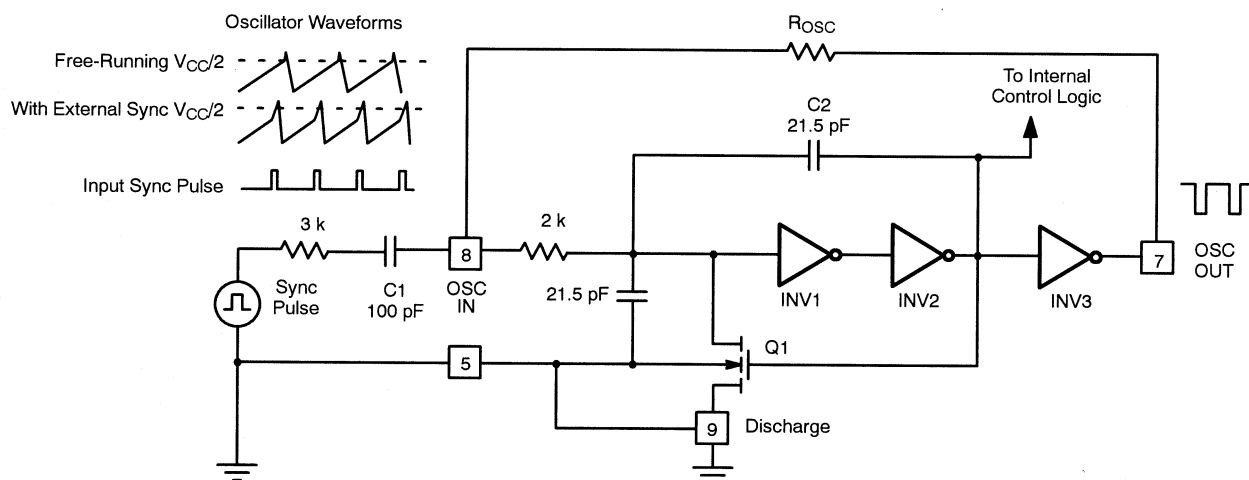 Oscillator Waveforms
Free-Running VCC/2
With External Sync VCC/2
Input Sync Pulse
ROSC
To Internal
Control Logic
C2
21.5 pF
3 k
2 k
8
7
OSC
OUT
Sync
Pulse
C1
100 pF
OSC
IN
21.5 pF
INV1
INV2
INV3
5
Q1
9
Discharge